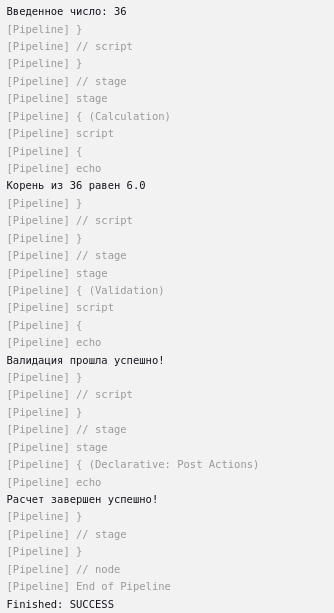 Введенное число: 36
[Pipeline] }
[Pipeline] // script
[Pipeline] }
[Pipeline] // stage
[Pipeline] stage
[Pipeline] { (Calculation)
[Pipeline] script
[Pipeline] {
[Pipeline] echo
Корень из 36 равен 6.0
[Pipeline] }
[Pipeline] // script
[Pipeline] }
[Pipeline] // stage
[Pipeline] stage
[Pipeline] { (Validation)
[Pipeline] script
[Pipeline] {
[Pipeline] echo
Валидация прошла успешно!
[Pipeline] }
[Pipeline] // script
[Pipeline] }
[Pipeline] // stage
[Pipeline] stage
[Pipeline] { (Declarative: Post Actions)
[Pipeline] echo
Расчет завершен успешно!
[Pipeline] }
[Pipeline] // stage
[Pipeline] }
[Pipeline] // node
[Pipeline] End of Pipeline
Finished: SUCCESS